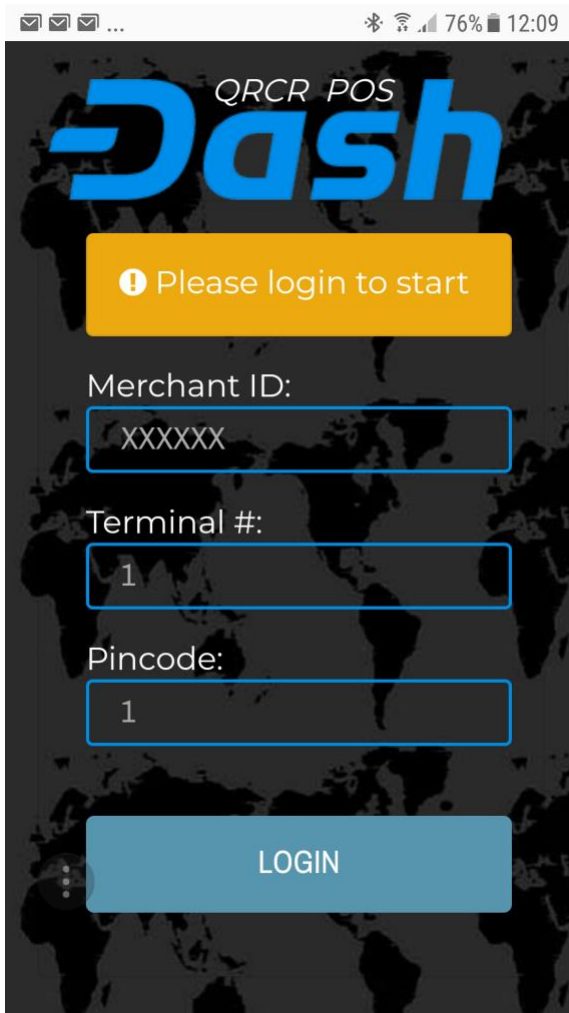 ... 76% 12:09
QRCR POS
Dash
Please login to start
Merchant ID:
XXXXXX
Terminal #:
1
Pincode:
1
LOGIN